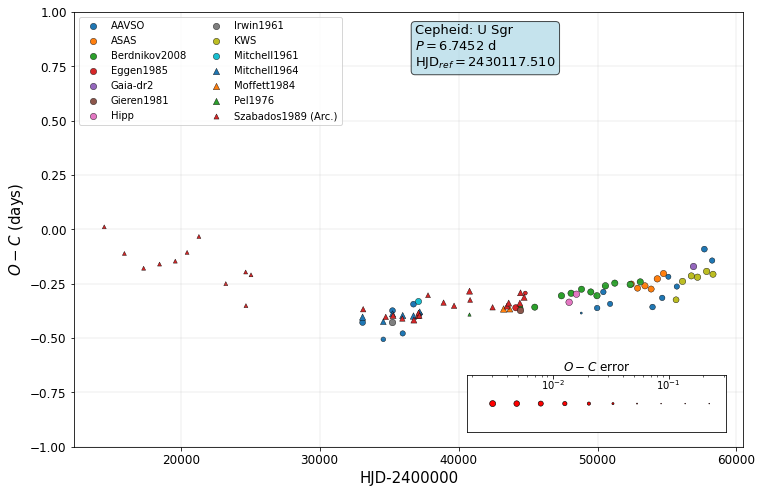 AAVSO
ASAS
Berdnikov2008
Eggen1985
Gaia-dr2
Gieren1981
Hipp
Irwin1961
KWS
Mitchell1961
Mitchell1964
Moffett1984
Pel1976
Szabados1989 (Arc.)
Cepheid: U Sgr
P = 6.7452 d
HJD_ref = 2430117.510
1.00
0.75
0.50
0.25
0.00
−0.25
−0.50
−0.75
−1.00
O − C (days)
O − C error
10^−2
10^−1
20000
30000
40000
50000
60000
HJD-2400000